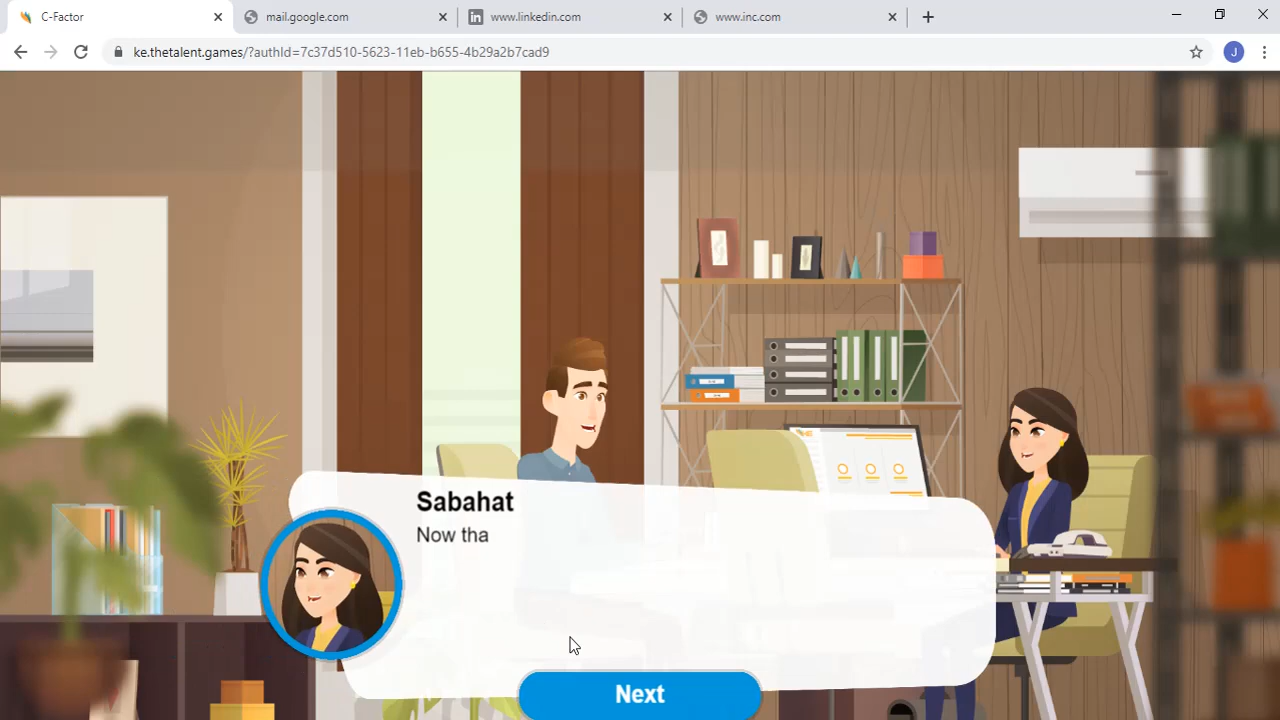 C-Factor
mail.google.com
www.linkedin.com
www.inc.com
ke.thetalent.games/?authId=7c37d510-5623-11eb-b655-4b29a2b7cad9
J
Sabahat
Now tha
Next